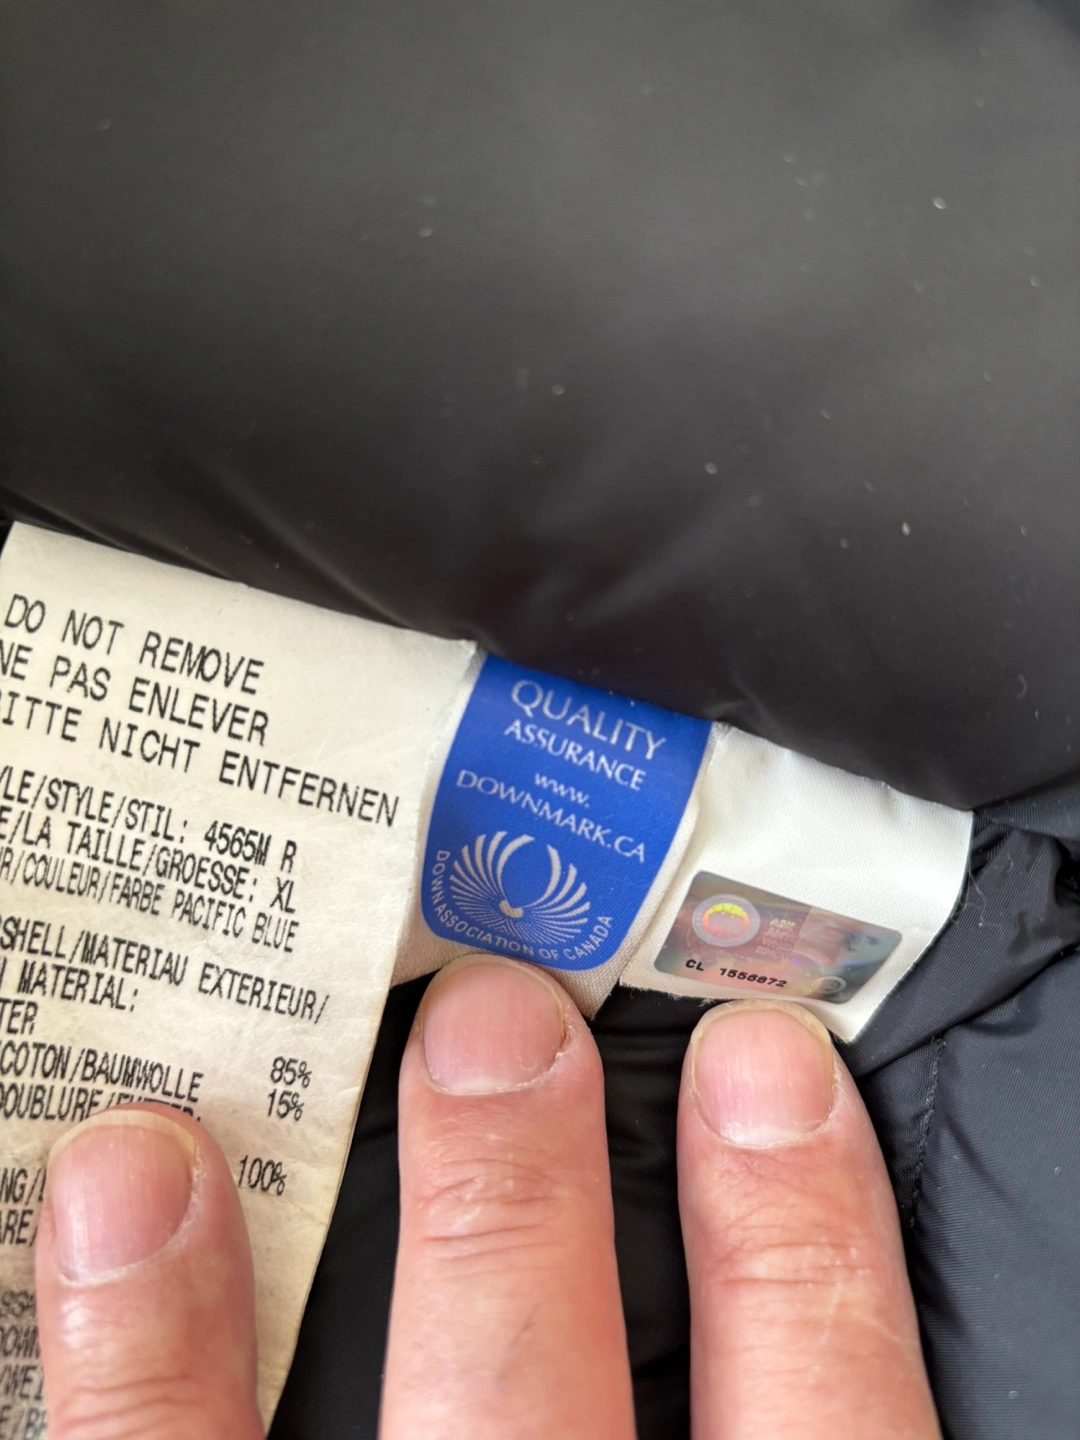 DO NOT REMOVE
NE PAS ENLEVER
BITTE NICHT ENTFERNEN
YLE/STYLE/STIL: 4565M R
E/LA TAILLE/GROESSE: XL
R/COULEUR/FARBE PACIFIC BLUE
SHELL/MATERIAU EXTERIEUR/
MATERIAL:
TER 85%
COTON/BAUMWOLLE 15%
DOUBLURE/
100%
QUALITY
ASSURANCE
www.
DOWNMARK.CA
DOWN ASSOCIATION OF CANADA
CL 1556872